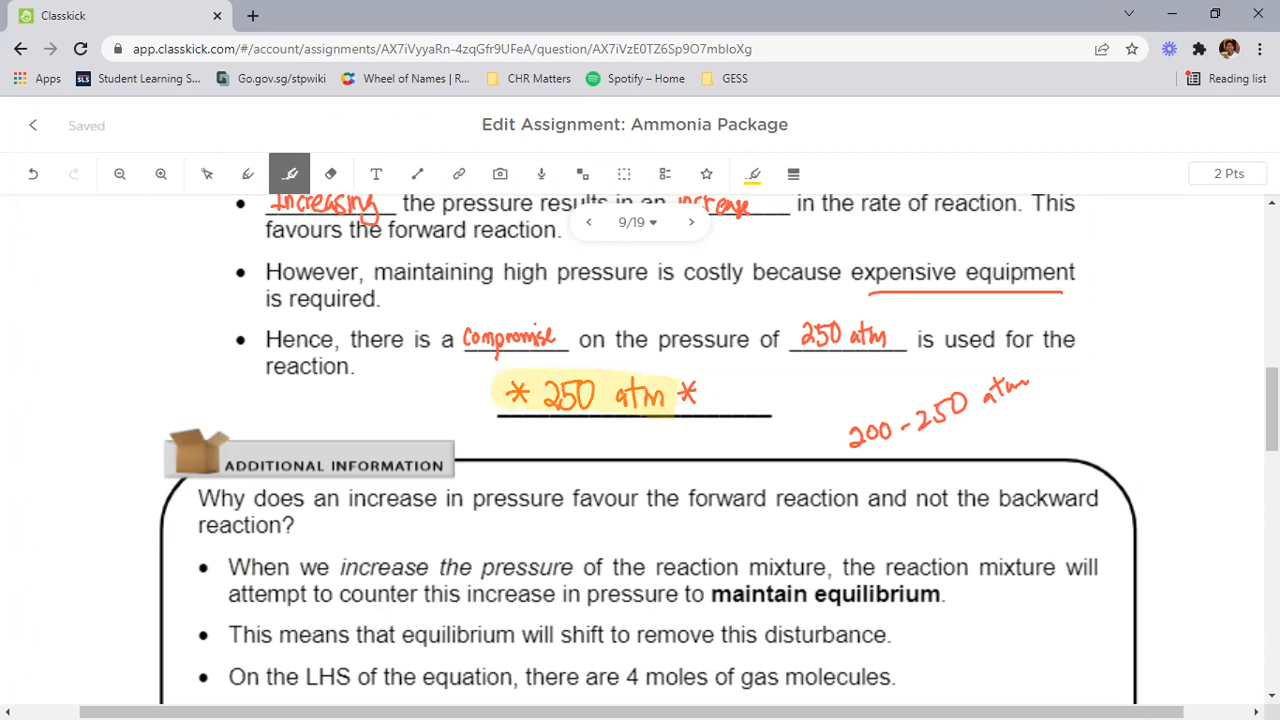 Classkick
app.classkick.com/#/account/assignments/AX7iVyyaRn-4zqGfr9UFeA/question/AX7iVzE0TZ6Sp9O7mbIoXg
Apps
Student Learning S...
Go.gov.sg/stpwiki
Wheel of Names | R...
CHR Matters
Spotify – Home
GESS
Reading list
Saved
Edit Assignment: Ammonia Package
2 Pts
• Increasing the pressure results in an increase in the rate of reaction. This
favours the forward reaction.
9/19
• However, maintaining high pressure is costly because expensive equipment
is required.
• Hence, there is a compromise on the pressure of 250 atm is used for the
reaction.
* 250 atm *
200 - 250 atm
ADDITIONAL INFORMATION
Why does an increase in pressure favour the forward reaction and not the backward
reaction?
• When we increase the pressure of the reaction mixture, the reaction mixture will
attempt to counter this increase in pressure to maintain equilibrium.
• This means that equilibrium will shift to remove this disturbance.
• On the LHS of the equation, there are 4 moles of gas molecules.